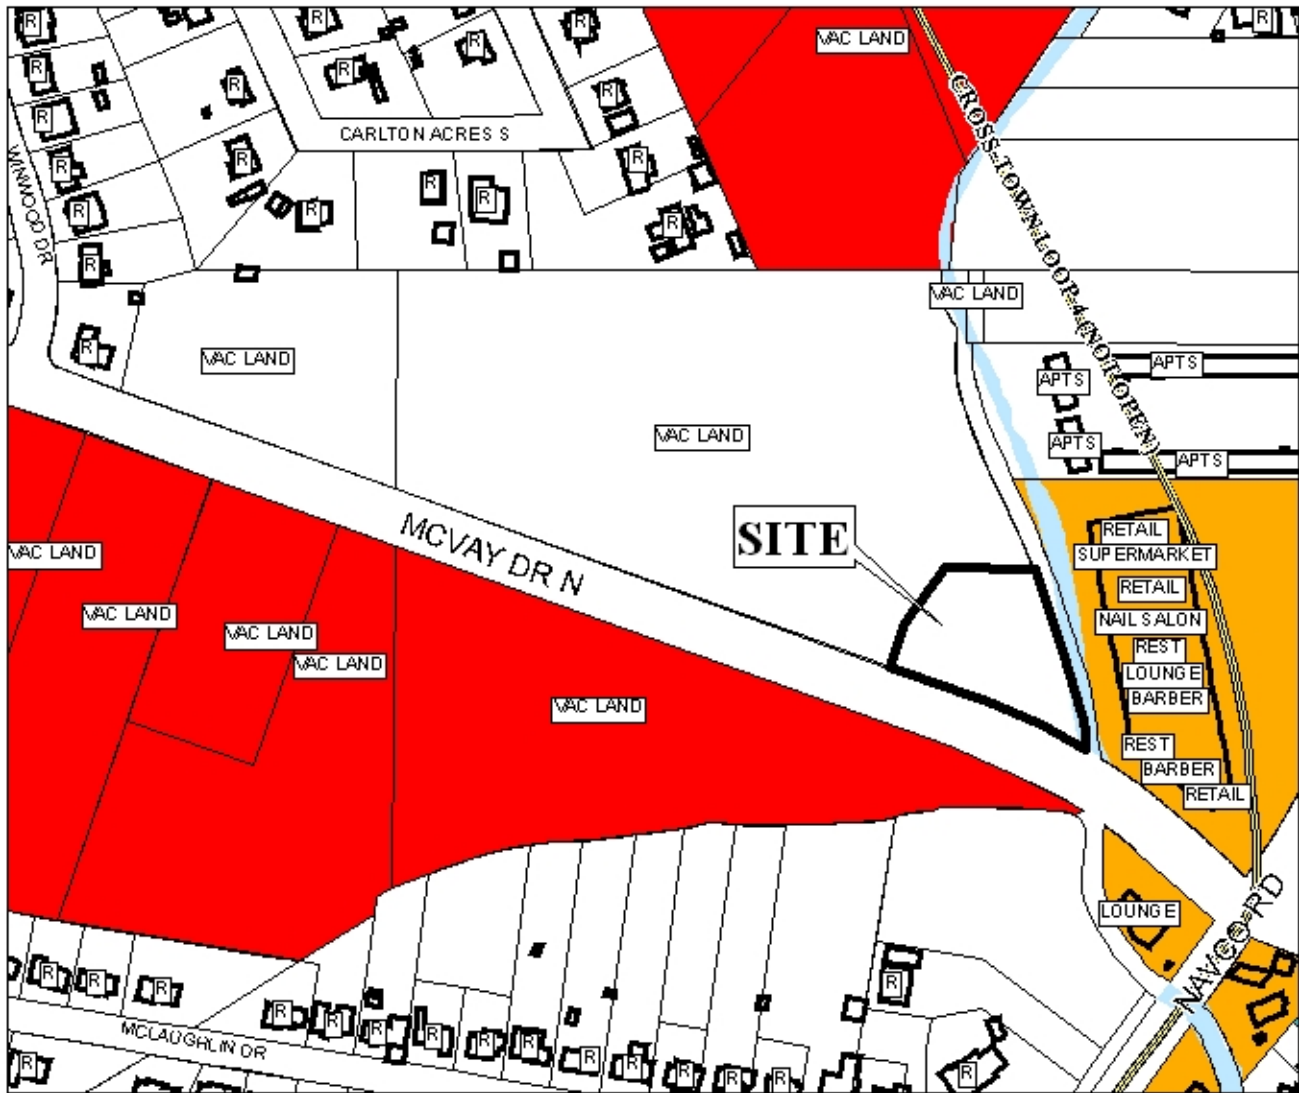 R
R
R
R
VAC LAND
R
R
R
R
CROSS-TOWN LOOP-4 (NOT OPEN)
R
R
CARLTON ACRES S
WINWOOD DR
R
R
R
R
R
R
R
R
R
VAC LAND
R
VAC LAND
APTS
APTS
VAC LAND
APTS
APTS
MCVAY DR N
SITE
RETAIL
SUPERMARKET
RETAIL
NAIL SALON
REST
LOUNGE
BARBER
REST
BARBER
RETAIL
VAC LAND
VAC LAND
VAC LAND
VAC LAND
VAC LAND
LOUNGE
NAVCO RD
R
R
R
R
R
R
R
R
MCLAUGHLIN DR
R
R
R
R
R
R
R
R
R